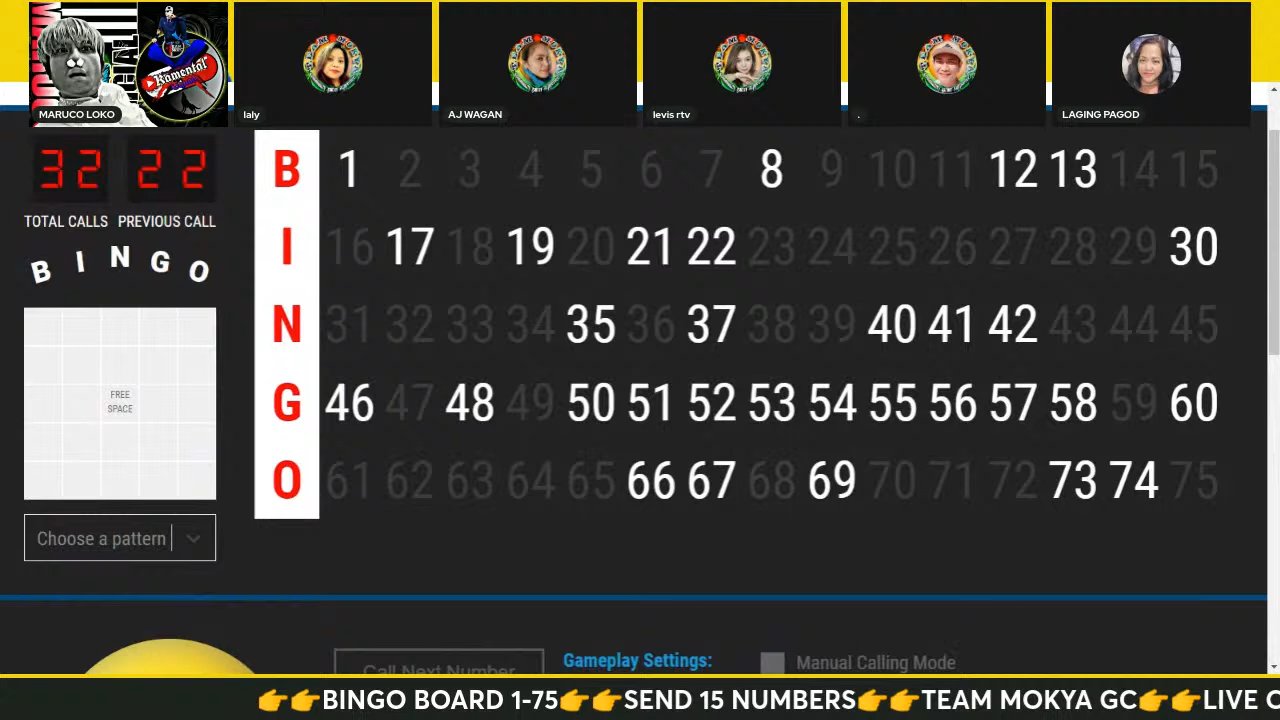 MARUCO LOKO
Ramental
laly
AJ WAGAN
levis rtv
.
LAGING PAGOD
32 22
TOTAL CALLS PREVIOUS CALL
BINGO
FREE
SPACE
Choose a pattern
B 1 2 3 4 5 6 7 8 9 10 11 12 13 14 15
I 16 17 18 19 20 21 22 23 24 25 26 27 28 29 30
N 31 32 33 34 35 36 37 38 39 40 41 42 43 44 45
G 46 47 48 49 50 51 52 53 54 55 56 57 58 59 60
O 61 62 63 64 65 66 67 68 69 70 71 72 73 74 75
Call Next Number
Gameplay Settings:
Manual Calling Mode
👉👉BINGO BOARD 1-75👉👉SEND 15 NUMBERS👉👉TEAM MOKYA GC👉👉LIVE